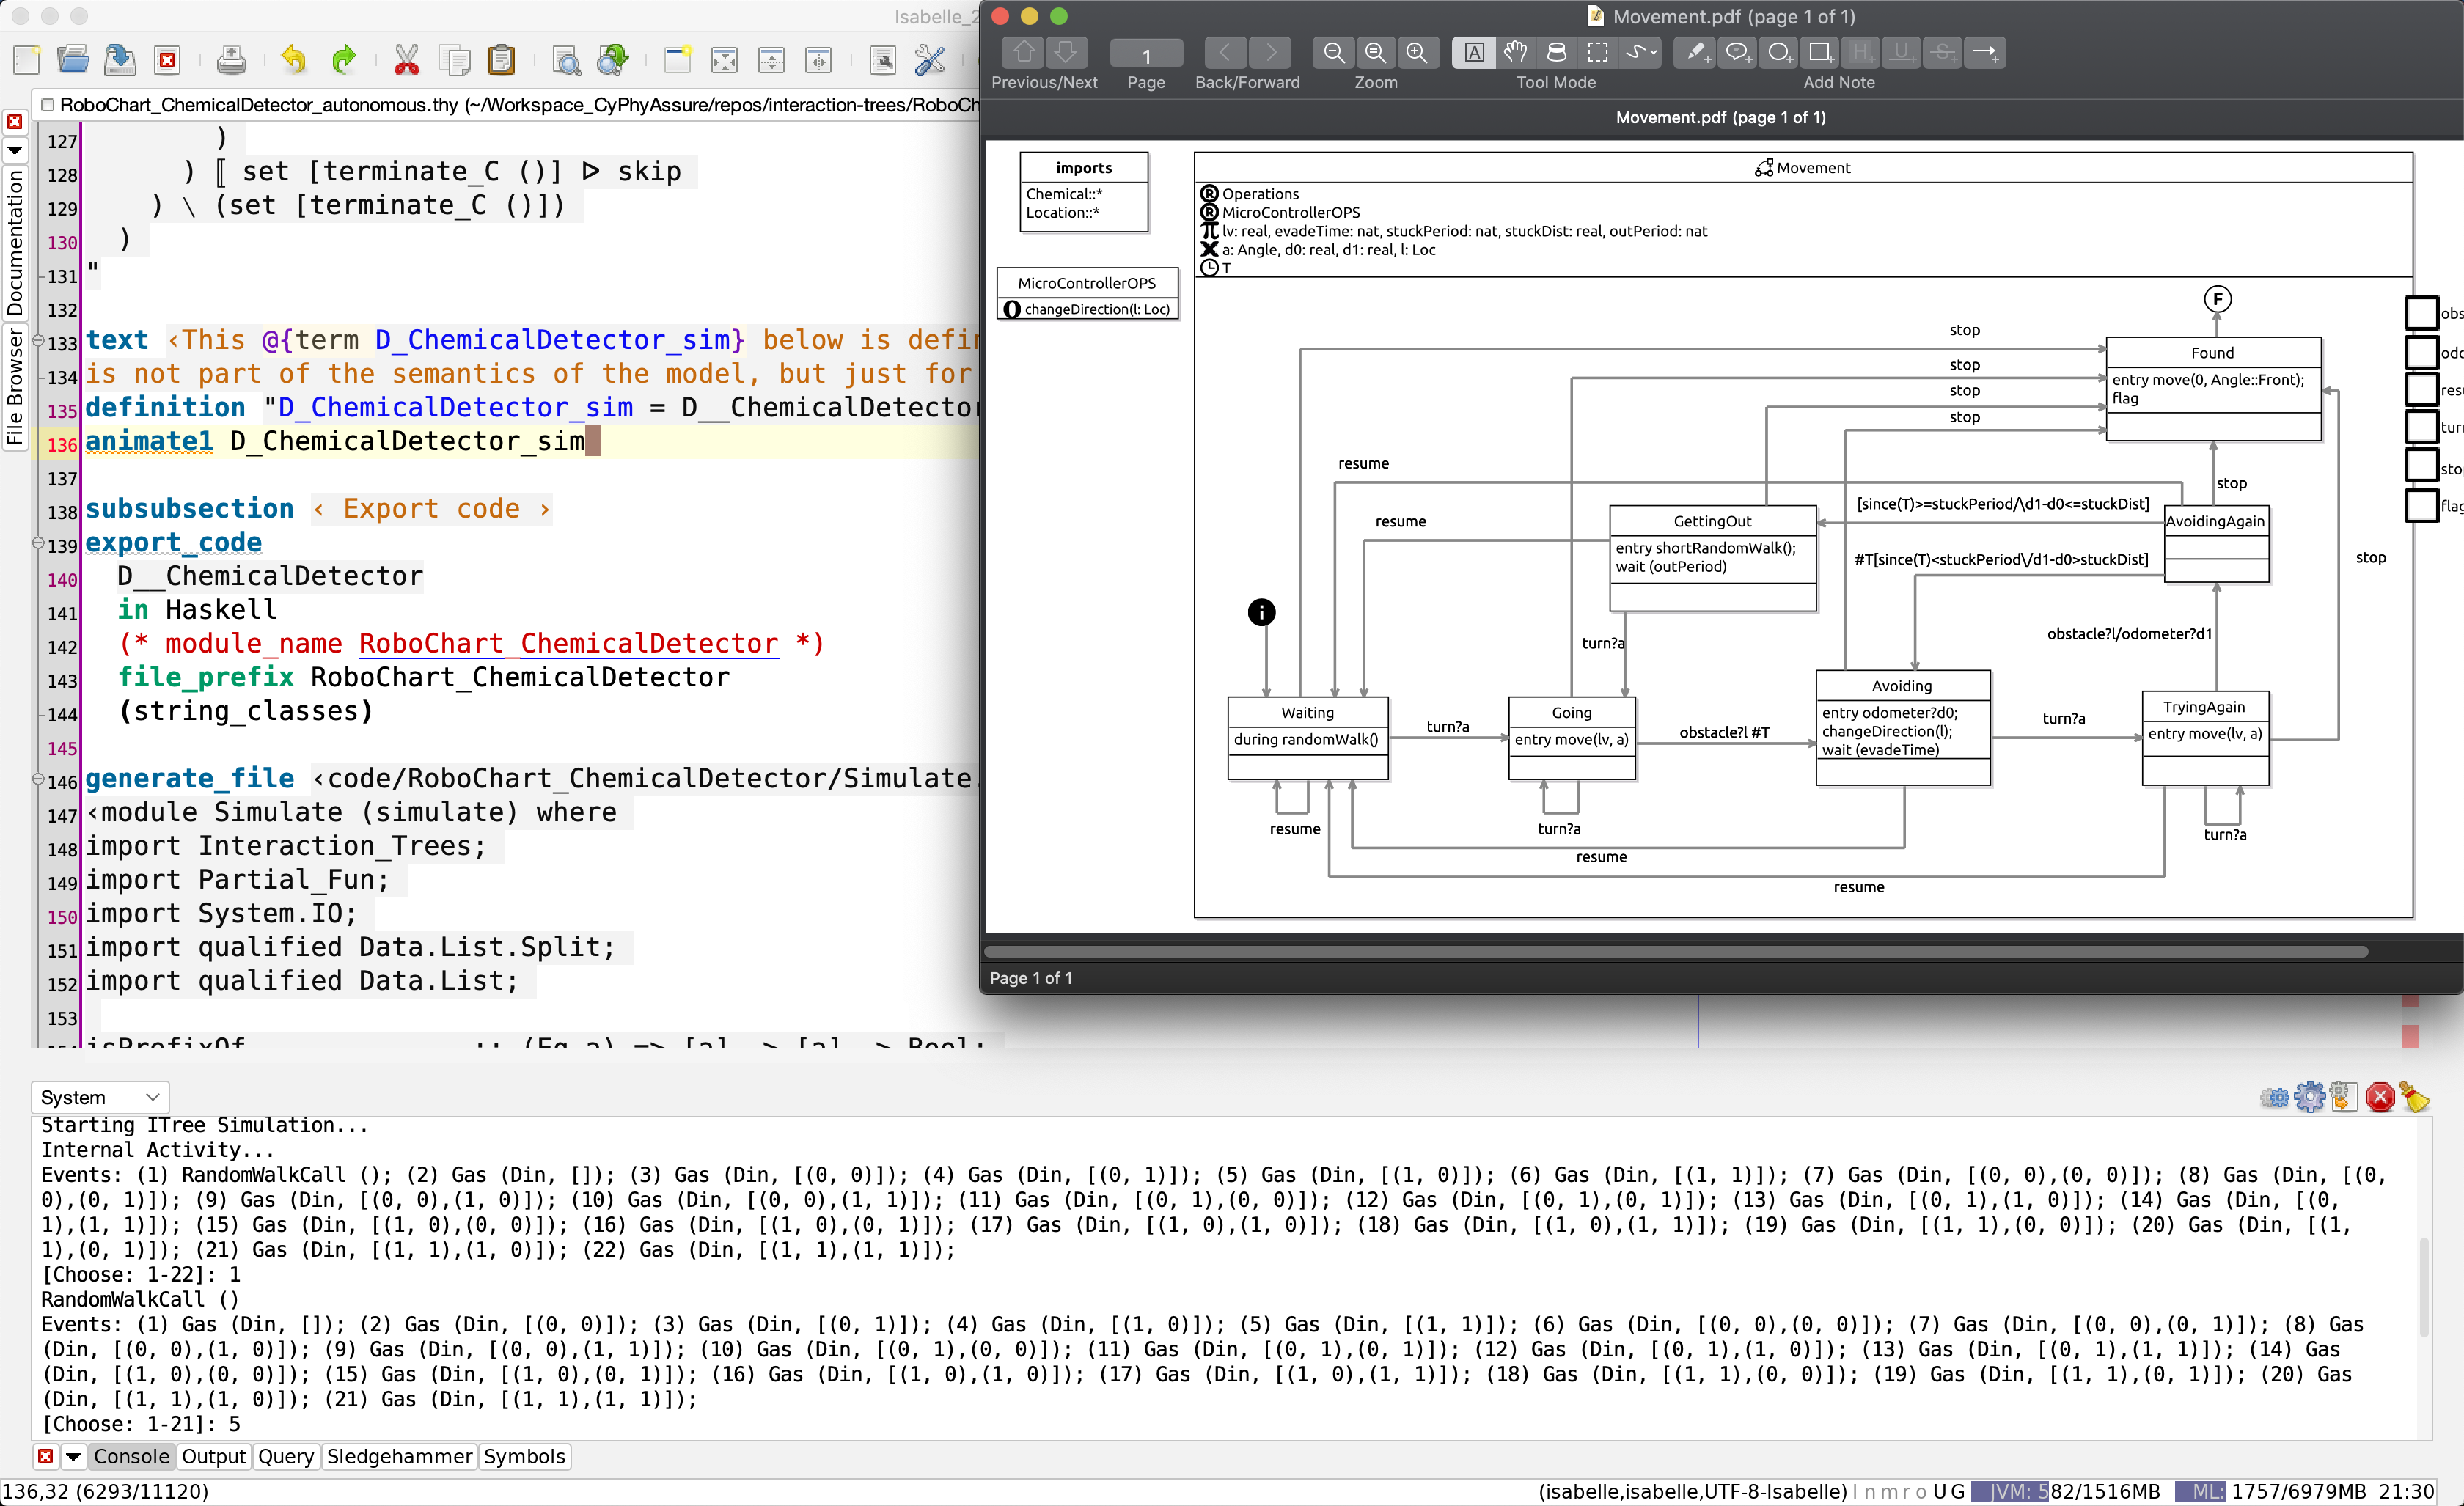 Isabelle_2
RoboChart_ChemicalDetector_autonomous.thy (~/Workspace_CyPhyAssure/repos/interaction-trees/RoboCh
File Browser
Documentation
127 )
128 ) ⟦ set [terminate_C ()] ▷ skip
129 ) \ (set [terminate_C ()])
130 )
131 "
132
133 text ‹This @{term D_ChemicalDetector_sim} below is defin
134 is not part of the semantics of the model, but just for
135 definition "D_ChemicalDetector_sim = D__ChemicalDetector
136 animate1 D_ChemicalDetector_sim
137
138 subsubsection ‹ Export code ›
139 export_code
140 D__ChemicalDetector
141 in Haskell
142 (* module_name RoboChart_ChemicalDetector *)
143 file_prefix RoboChart_ChemicalDetector
144 (string_classes)
145
146 generate_file ‹code/RoboChart_ChemicalDetector/Simulate.
147 ‹module Simulate (simulate) where
148 import Interaction_Trees;
149 import Partial_Fun;
150 import System.IO;
151 import qualified Data.List.Split;
152 import qualified Data.List;
153
154 isPrefixOf :: (Eq a) => [a] -> [a] -> Bool;
Movement.pdf (page 1 of 1)
1
Previous/Next Page Back/Forward Zoom Tool Mode Add Note
Movement.pdf (page 1 of 1)
imports
Chemical::*
Location::*
MicroControllerOPS
O changeDirection(l: Loc)
Movement
R Operations
R MicroControllerOPS
π lv: real, evadeTime: nat, stuckPeriod: nat, stuckDist: real, outPeriod: nat
X a: Angle, d0: real, d1: real, l: Loc
T
F
stop
stop
stop
stop
Found
entry move(0, Angle::Front);
flag
obs
odo
resu
turn
sto
flag
resume
resume
stop
[since(T)>=stuckPeriod/\d1-d0<=stuckDist]
GettingOut
entry shortRandomWalk();
wait (outPeriod)
AvoidingAgain
#T[since(T)<stuckPeriod\/d1-d0>stuckDist]
stop
i
turn?a
obstacle?l/odometer?d1
Waiting
during randomWalk()
turn?a
Going
entry move(lv, a)
obstacle?l #T
Avoiding
entry odometer?d0;
changeDirection(l);
wait (evadeTime)
turn?a
TryingAgain
entry move(lv, a)
resume
turn?a
turn?a
resume
resume
Page 1 of 1
System
Starting ITree Simulation...
Internal Activity...
Events: (1) RandomWalkCall (); (2) Gas (Din, []); (3) Gas (Din, [(0, 0)]); (4) Gas (Din, [(0, 1)]); (5) Gas (Din, [(1, 0)]); (6) Gas (Din, [(1, 1)]); (7) Gas (Din, [(0, 0),(0, 0)]); (8) Gas (Din, [(0,
0),(0, 1)]); (9) Gas (Din, [(0, 0),(1, 0)]); (10) Gas (Din, [(0, 0),(1, 1)]); (11) Gas (Din, [(0, 1),(0, 0)]); (12) Gas (Din, [(0, 1),(0, 1)]); (13) Gas (Din, [(0, 1),(1, 0)]); (14) Gas (Din, [(0,
1),(1, 1)]); (15) Gas (Din, [(1, 0),(0, 0)]); (16) Gas (Din, [(1, 0),(0, 1)]); (17) Gas (Din, [(1, 0),(1, 0)]); (18) Gas (Din, [(1, 0),(1, 1)]); (19) Gas (Din, [(1, 1),(0, 0)]); (20) Gas (Din, [(1,
1),(0, 1)]); (21) Gas (Din, [(1, 1),(1, 0)]); (22) Gas (Din, [(1, 1),(1, 1)]);
[Choose: 1-22]: 1
RandomWalkCall ()
Events: (1) Gas (Din, []); (2) Gas (Din, [(0, 0)]); (3) Gas (Din, [(0, 1)]); (4) Gas (Din, [(1, 0)]); (5) Gas (Din, [(1, 1)]); (6) Gas (Din, [(0, 0),(0, 0)]); (7) Gas (Din, [(0, 0),(0, 1)]); (8) Gas
(Din, [(0, 0),(1, 0)]); (9) Gas (Din, [(0, 0),(1, 1)]); (10) Gas (Din, [(0, 1),(0, 0)]); (11) Gas (Din, [(0, 1),(0, 1)]); (12) Gas (Din, [(0, 1),(1, 0)]); (13) Gas (Din, [(0, 1),(1, 1)]); (14) Gas
(Din, [(1, 0),(0, 0)]); (15) Gas (Din, [(1, 0),(0, 1)]); (16) Gas (Din, [(1, 0),(1, 0)]); (17) Gas (Din, [(1, 0),(1, 1)]); (18) Gas (Din, [(1, 1),(0, 0)]); (19) Gas (Din, [(1, 1),(0, 1)]); (20) Gas
(Din, [(1, 1),(1, 0)]); (21) Gas (Din, [(1, 1),(1, 1)]);
[Choose: 1-21]: 5
Console Output Query Sledgehammer Symbols
136,32 (6293/11120) (isabelle,isabelle,UTF-8-Isabelle) l n m r o U G JVM: 582/1516MB ML: 1757/6979MB 21:30